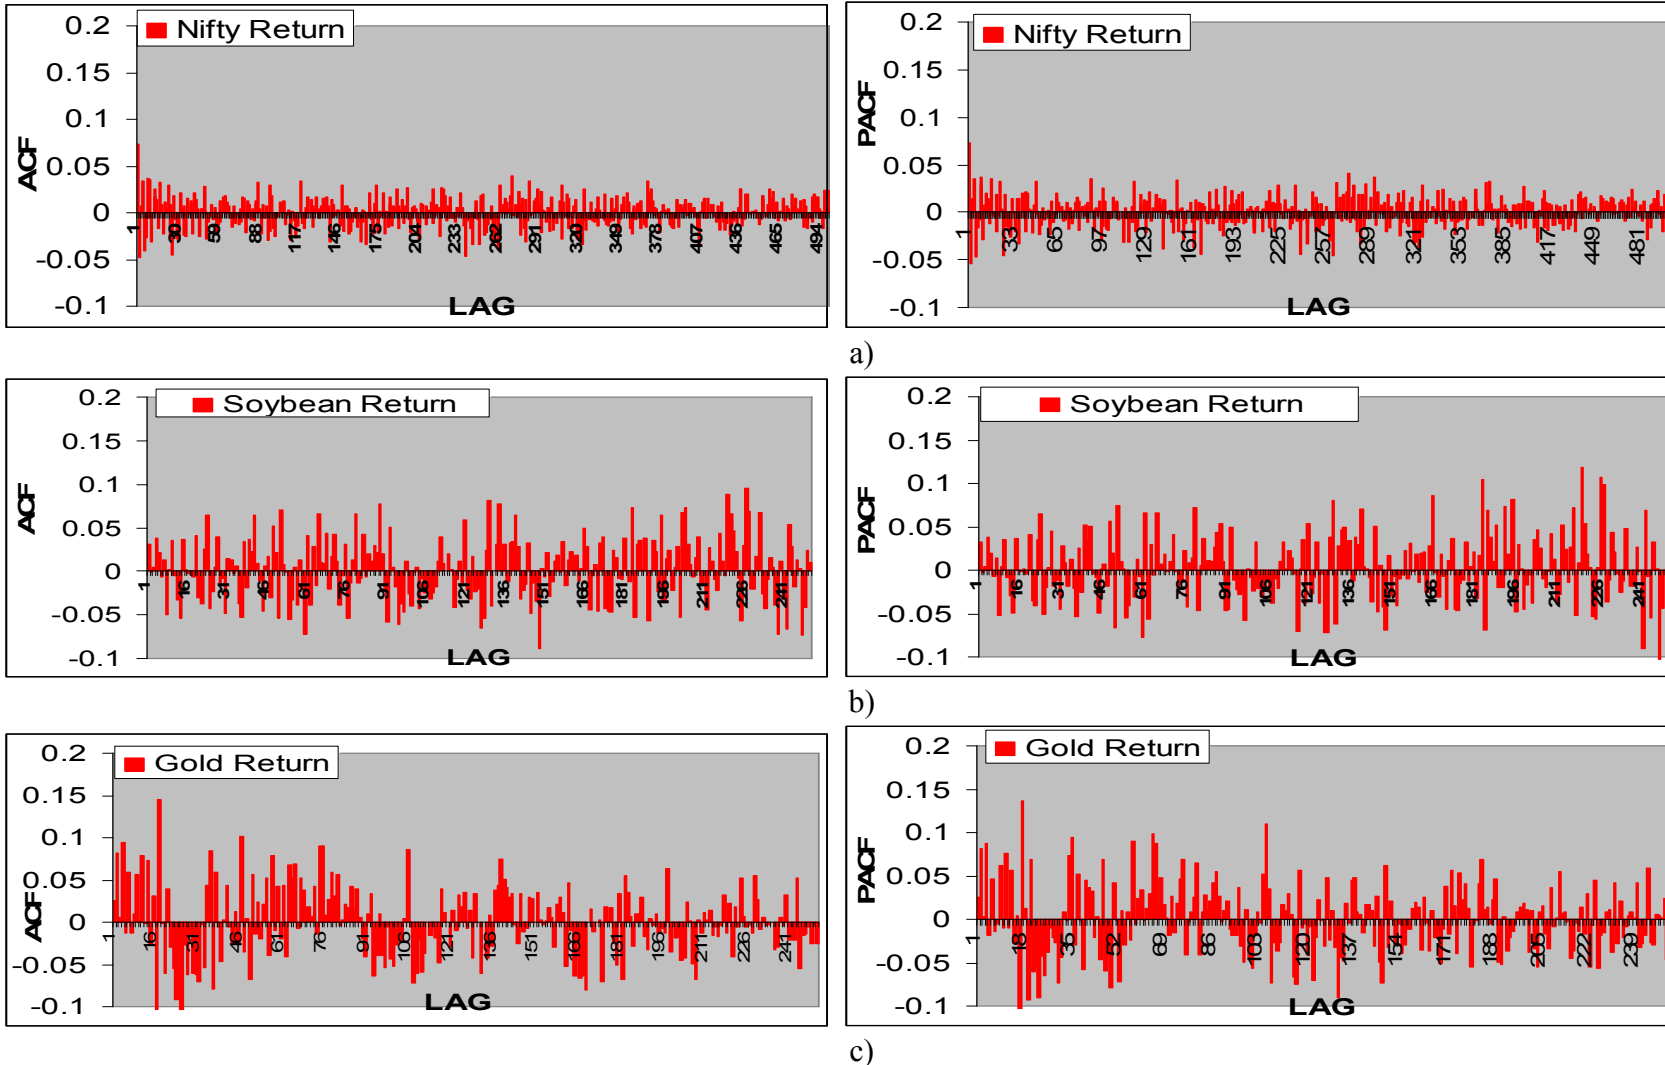 Nifty Return
0.2
0.15
0.1
0.05
0
-0.05
-0.1
ACF
1 30 59 88 117 146 175 204 233 262 291 320 349 378 407 436 465 494
LAG
Nifty Return
0.2
0.15
0.1
0.05
0
-0.05
-0.1
PACF
1 33 65 97 129 161 193 225 257 289 321 353 385 417 449 481
LAG
a)
Soybean Return
0.2
0.15
0.1
0.05
0
-0.05
-0.1
ACF
1 16 31 46 61 76 91 106 121 136 151 166 181 196 211 226 241
LAG
Soybean Return
0.2
0.15
0.1
0.05
0
-0.05
-0.1
PACF
1 16 31 46 61 76 91 106 121 136 151 166 181 196 211 226 241
LAG
b)
Gold Return
0.2
0.15
0.1
0.05
0
-0.05
-0.1
ACF
1 16 31 46 61 76 91 106 121 136 151 166 181 196 211 226 241
LAG
Gold Return
0.2
0.15
0.1
0.05
0
-0.05
-0.1
PACF
1 18 35 52 69 86 103 120 137 154 171 188 205 222 239
LAG
c)